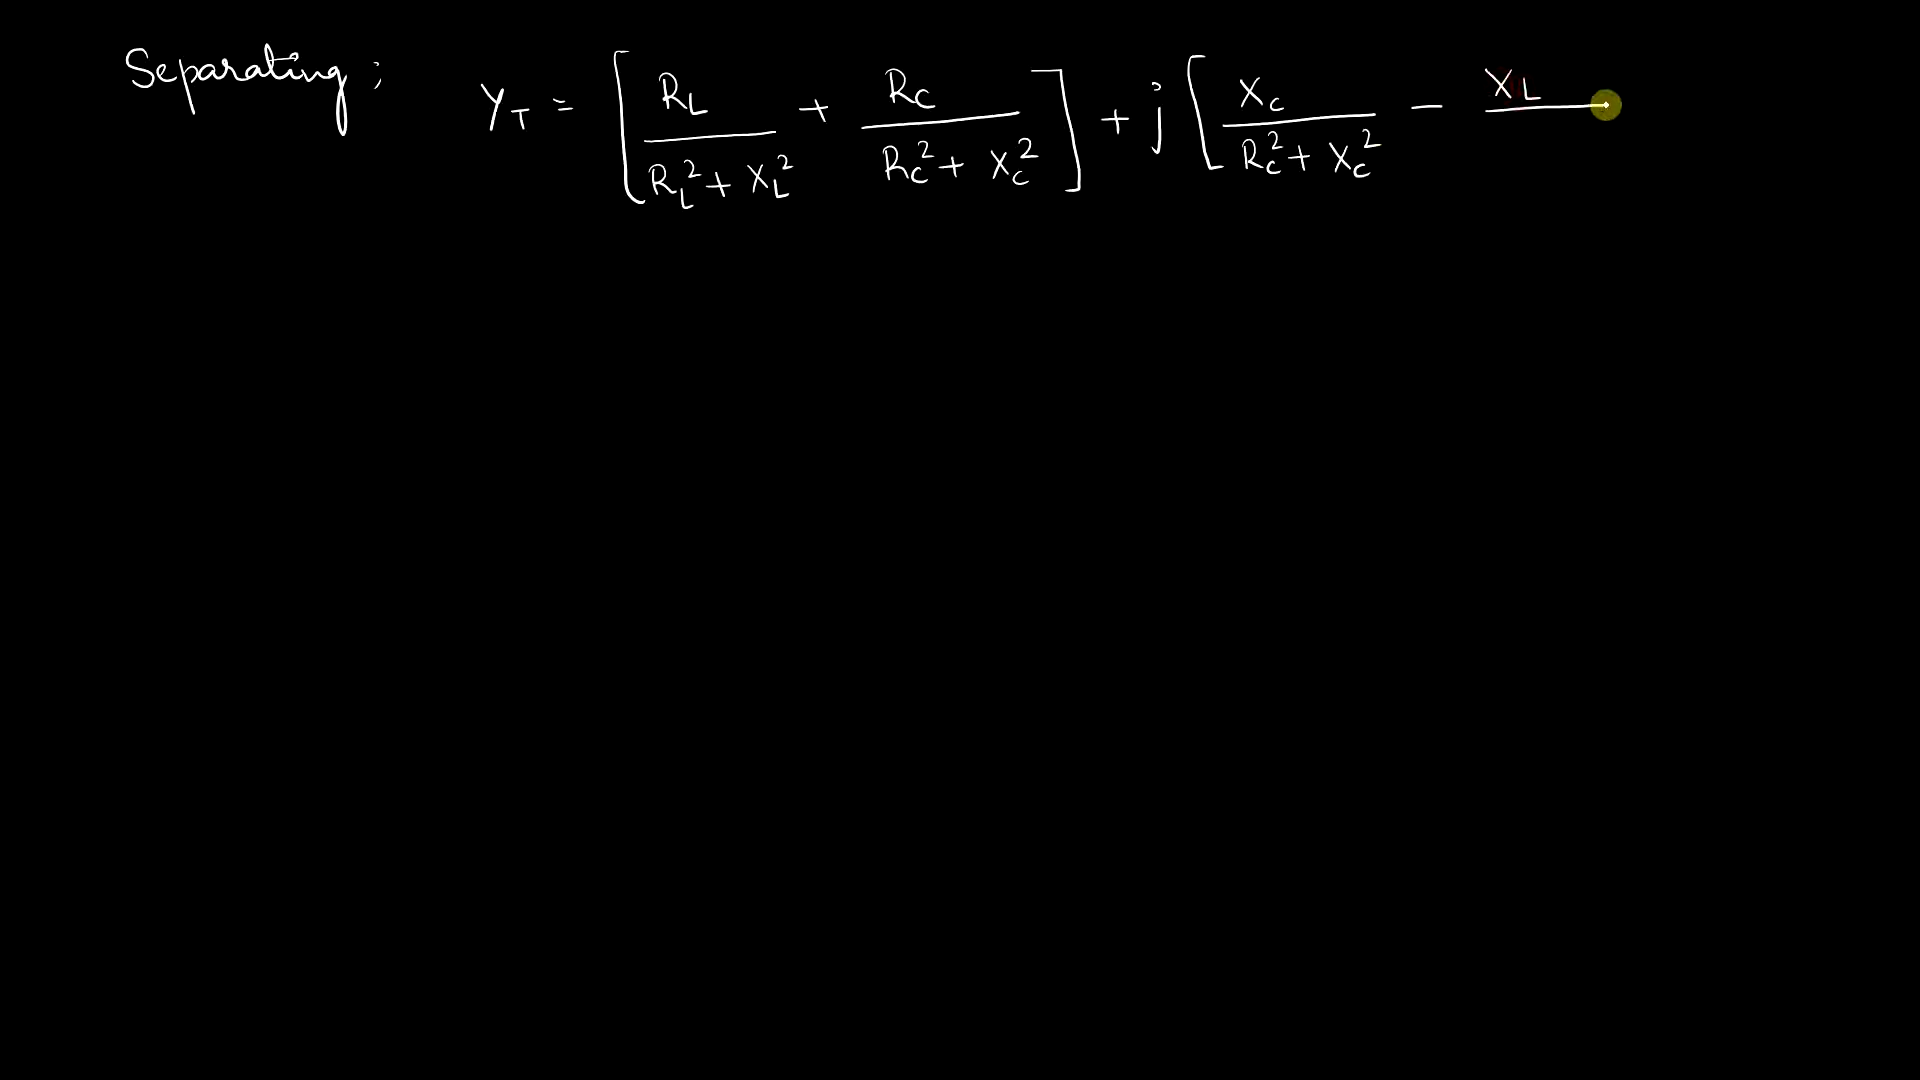 Separating ; Y_T = [ R_L / (R_L^2 + X_L^2) + R_C / (R_C^2 + X_C^2) ] + j [ X_C / (R_C^2 + X_C^2) - X_L /